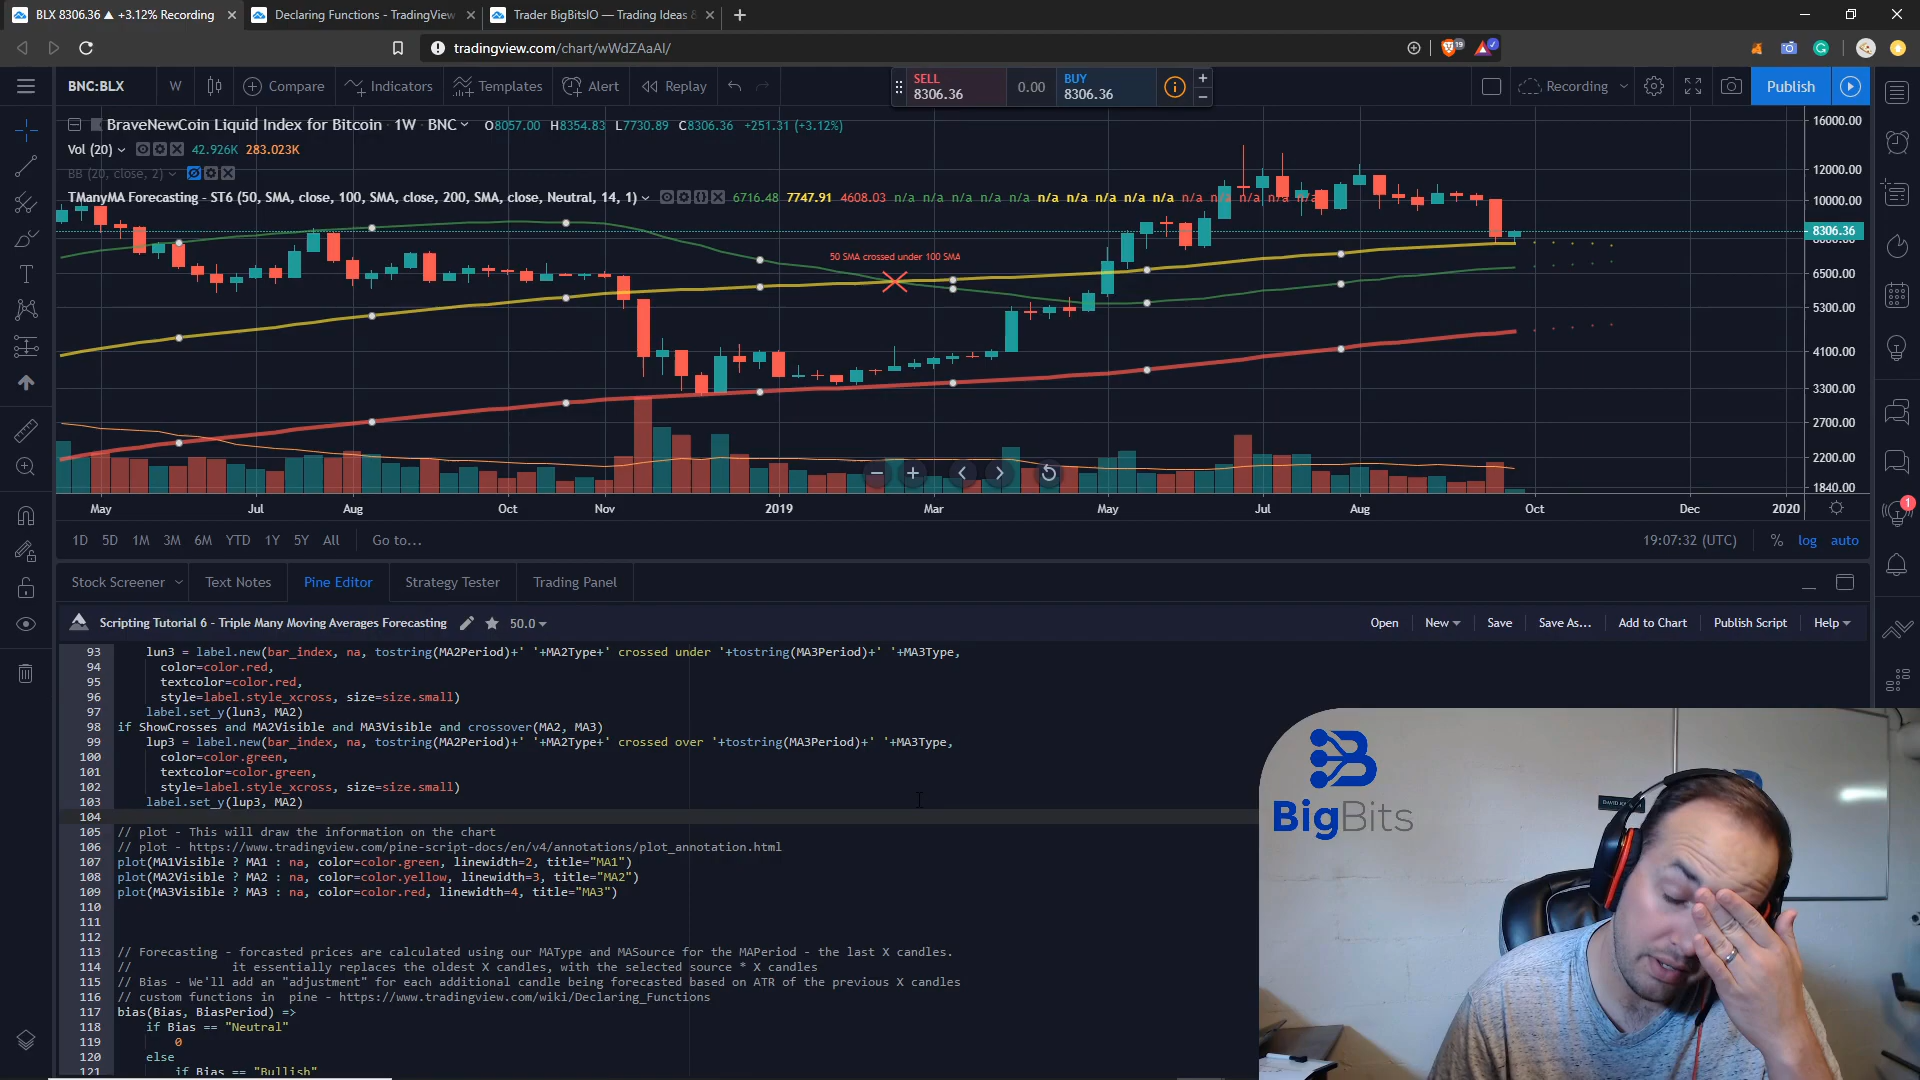 BLX 8306.36 ▲ +3.12% Recording
Declaring Functions - TradingView
Trader BigBitsIO — Trading Ideas &
tradingview.com/chart/wWdZAaAl/
19
BNC:BLX
W
Compare
Indicators
Templates
Alert
Replay
SELL
8306.36
0.00
BUY
8306.36
Recording
Publish
BraveNewCoin Liquid Index for Bitcoin · 1W · BNC
O8057.00 H8354.83 L7730.89 C8306.36 +251.31 (+3.12%)
Vol (20)
42.926K 283.023K
BB (20, close, 2)
TManyMA Forecasting - ST6 (50, SMA, close, 100, SMA, close, 200, SMA, close, Neutral, 14, 1)
6716.48 7747.91 4608.03 n/a n/a n/a n/a n/a n/a n/a n/a n/a n/a n/a n/a n/a n/a n/a
50 SMA crossed under 100 SMA
16000.00
12000.00
10000.00
8306.36
6500.00
5300.00
4100.00
3300.00
2700.00
2200.00
1840.00
May
Jul
Aug
Oct
Nov
2019
Mar
May
Jul
Aug
Oct
Dec
2020
1
1D 5D 1M 3M 6M YTD 1Y 5Y All
Go to...
19:07:32 (UTC)
% log auto
Stock Screener
Text Notes
Pine Editor
Strategy Tester
Trading Panel
Scripting Tutorial 6 - Triple Many Moving Averages Forecasting
50.0
Open
New
Save
Save As...
Add to Chart
Publish Script
Help
93 lun3 = label.new(bar_index, na, tostring(MA2Period)+' '+MA2Type+' crossed under '+tostring(MA3Period)+' '+MA3Type,
94 color=color.red,
95 textcolor=color.red,
96 style=label.style_xcross, size=size.small)
97 label.set_y(lun3, MA2)
98 if ShowCrosses and MA2Visible and MA3Visible and crossover(MA2, MA3)
99 lup3 = label.new(bar_index, na, tostring(MA2Period)+' '+MA2Type+' crossed over '+tostring(MA3Period)+' '+MA3Type,
100 color=color.green,
101 textcolor=color.green,
102 style=label.style_xcross, size=size.small)
103 label.set_y(lup3, MA2)
104
105 // plot - This will draw the information on the chart
106 // plot - https://www.tradingview.com/pine-script-docs/en/v4/annotations/plot_annotation.html
107 plot(MA1Visible ? MA1 : na, color=color.green, linewidth=2, title="MA1")
108 plot(MA2Visible ? MA2 : na, color=color.yellow, linewidth=3, title="MA2")
109 plot(MA3Visible ? MA3 : na, color=color.red, linewidth=4, title="MA3")
110
111
112
113 // Forecasting - forcasted prices are calculated using our MAType and MASource for the MAPeriod - the last X candles.
114 // it essentially replaces the oldest X candles, with the selected source * X candles
115 // Bias - We'll add an "adjustment" for each additional candle being forecasted based on ATR of the previous X candles
116 // custom functions in pine - https://www.tradingview.com/wiki/Declaring_Functions
117 bias(Bias, BiasPeriod) =>
118 if Bias == "Neutral"
119 0
120 else
121 if Bias == "Bullish"
BigBits